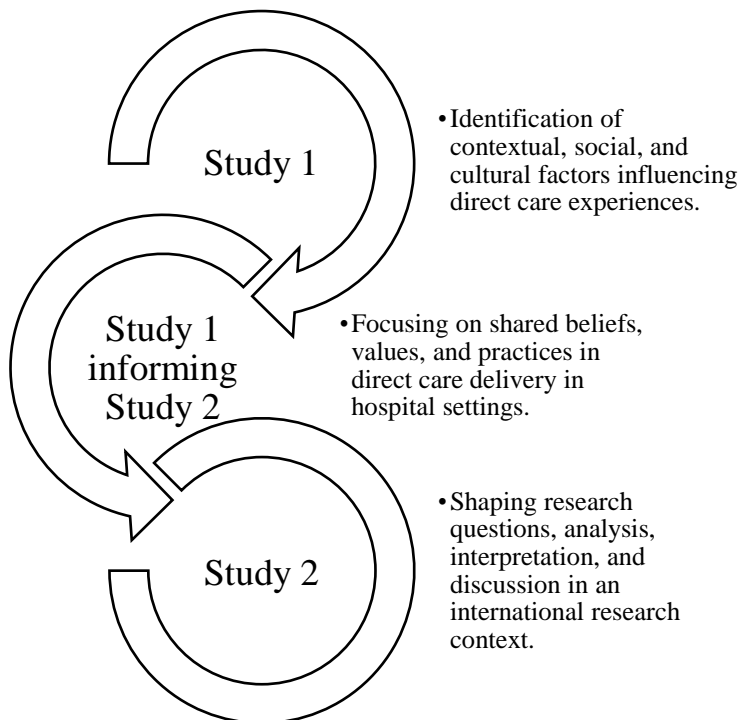 Study 1
•Identification of
contextual, social, and
cultural factors influencing
direct care experiences.
Study 1
informing
Study 2
•Focusing on shared beliefs,
values, and practices in
direct care delivery in
hospital settings.
Study 2
•Shaping research
questions, analysis,
interpretation, and
discussion in an
international research
context.